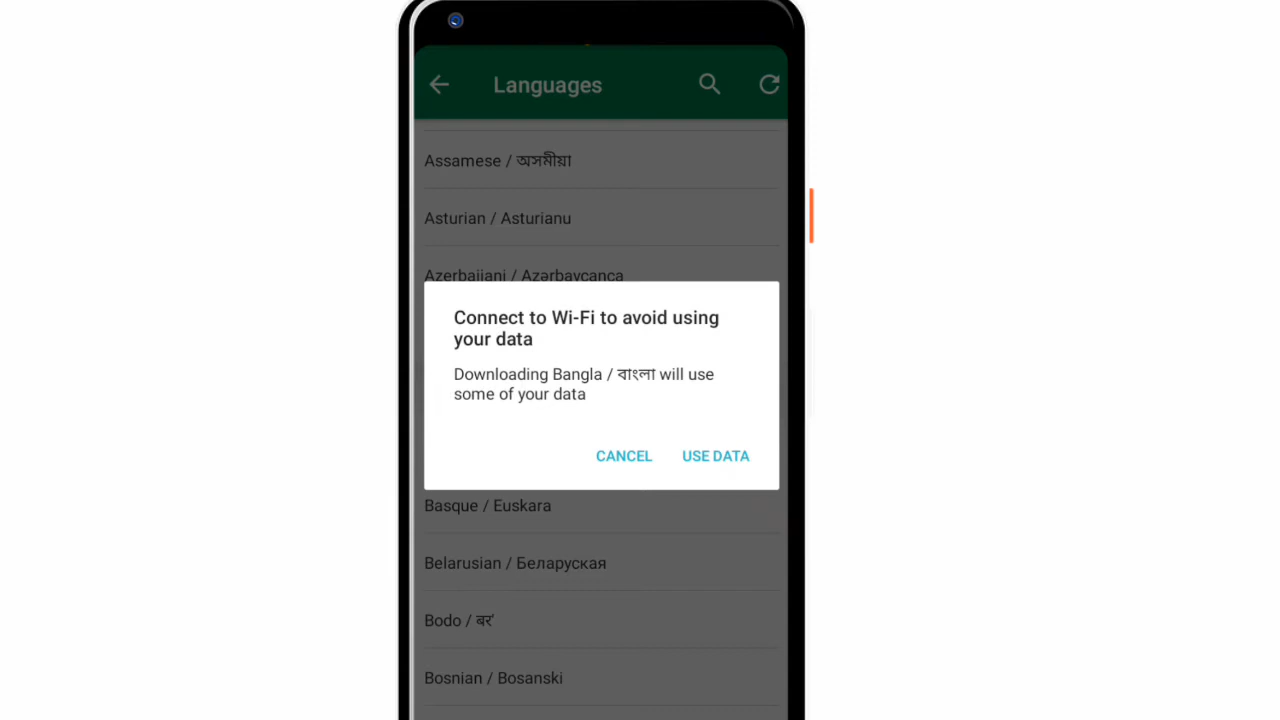 Languages
Assamese / অসমীয়া
Asturian / Asturianu
Azerbaijani / Azərbaycanca
Connect to Wi-Fi to avoid using
your data
Downloading Bangla / বাংলা will use
some of your data
CANCEL USE DATA
Basque / Euskara
Belarusian / Беларуская
Bodo / बर'
Bosnian / Bosanski